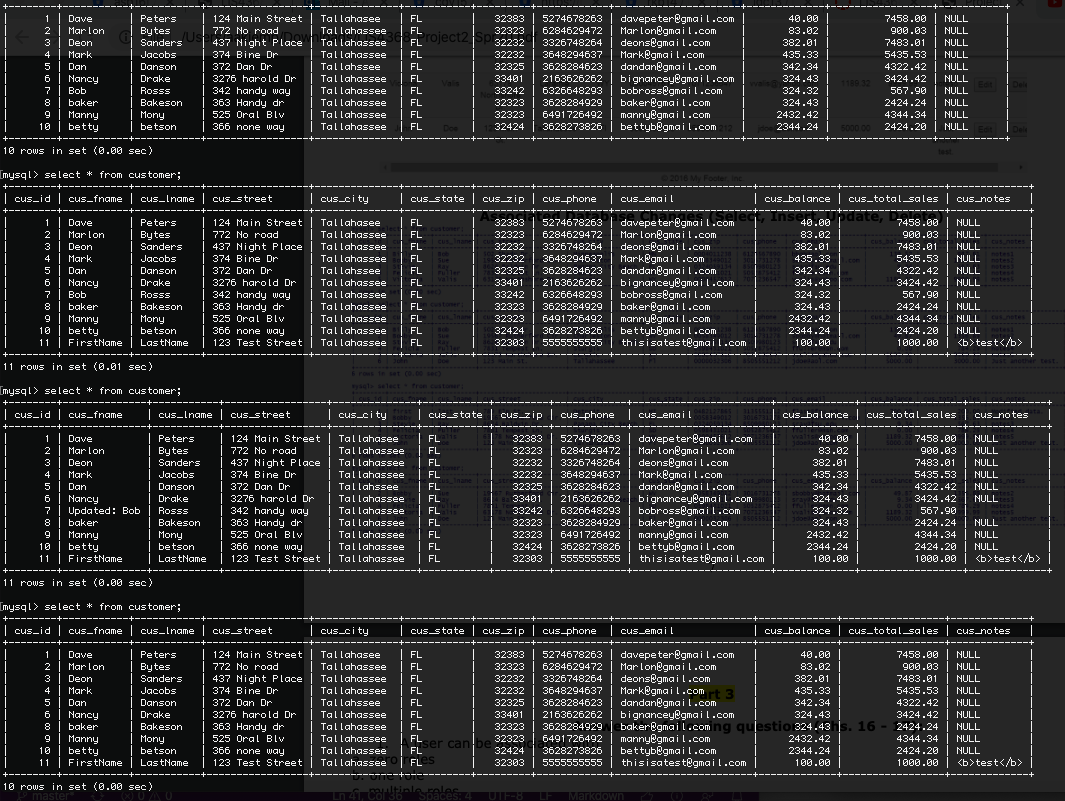 | 1 | Dave | Peters | 124 Main Street | Tallahassee | FL | 32383 | 5274678263 | davepeter@gmail.com | 40.00 | 7458.00 | NULL |
| 2 | Marlon | Bytes | 772 No road | Tallahassee | FL | 32323 | 6284629472 | Marlon@gmail.com | 83.02 | 900.03 | NULL |
| 3 | Deon | Sanders | 437 Night Place | Tallahassee | FL | 32232 | 3326748264 | deons@gmail.com | 382.01 | 7483.01 | NULL |
| 4 | Mark | Jacobs | 374 Bine Dr | Tallahassee | FL | 32232 | 3648294637 | Mark@gmail.com | 435.33 | 5435.53 | NULL |
| 5 | Dan | Danson | 372 Dan Dr | Tallahassee | FL | 32325 | 3628284623 | dandan@gmail.com | 342.34 | 4322.42 | NULL |
| 6 | Nancy | Drake | 3276 harold Dr | Tallahassee | FL | 33401 | 2163626262 | bignancey@gmail.com | 324.43 | 3424.42 | NULL |
| 7 | Bob | Rosss | 342 handy way | Tallahassee | FL | 33242 | 6326648293 | bobross@gmail.com | 324.32 | 567.90 | NULL |
| 8 | baker | Bakeson | 363 Handy dr | Tallahassee | FL | 32323 | 3628284929 | baker@gmail.com | 324.43 | 2424.24 | NULL |
| 9 | Manny | Mony | 525 Oral Blv | Tallahassee | FL | 32325 | 6491726492 | manny@gmail.com | 2432.42 | 4344.34 | NULL |
| 10 | betty | betson | 366 none way | Tallahassee | FL | 32424 | 3628273826 | bettyb@gmail.com | 2344.24 | 2424.20 | NULL |
10 rows in set (0.00 sec)
[mysql> select * from customer;
| cus_id | cus_fname | cus_lname | cus_street | cus_city | cus_state | cus_zip | cus_phone | cus_email | cus_balance | cus_total_sales | cus_notes |
| 1 | Dave | Peters | 124 Main Street | Tallahassee | FL | 32383 | 5274678263 | davepeter@gmail.com | 40.00 | 7458.00 | NULL |
| 2 | Marlon | Bytes | 772 No road | Tallahassee | FL | 32323 | 6284629472 | Marlon@gmail.com | 83.02 | 900.03 | NULL |
| 3 | Deon | Sanders | 437 Night Place | Tallahassee | FL | 32232 | 3326748264 | deons@gmail.com | 382.01 | 7483.01 | NULL |
| 4 | Mark | Jacobs | 374 Bine Dr | Tallahassee | FL | 32232 | 3648294637 | Mark@gmail.com | 435.33 | 5435.53 | NULL |
| 5 | Dan | Danson | 372 Dan Dr | Tallahassee | FL | 32325 | 3628284623 | dandan@gmail.com | 342.34 | 4322.42 | NULL |
| 6 | Nancy | Drake | 3276 harold Dr | Tallahassee | FL | 33401 | 2163626262 | bignancey@gmail.com | 324.43 | 3424.42 | NULL |
| 7 | Bob | Rosss | 342 handy way | Tallahassee | FL | 33242 | 6326648293 | bobross@gmail.com | 324.32 | 567.90 | NULL |
| 8 | baker | Bakeson | 363 Handy dr | Tallahassee | FL | 32323 | 3628284929 | baker@gmail.com | 324.43 | 2424.24 | NULL |
| 9 | Manny | Mony | 525 Oral Blv | Tallahassee | FL | 32325 | 6491726492 | manny@gmail.com | 2432.42 | 4344.34 | NULL |
| 10 | betty | betson | 366 none way | Tallahassee | FL | 32424 | 3628273826 | bettyb@gmail.com | 2344.24 | 2424.20 | NULL |
| 11 | FirstName | LastName | 123 Test Street | Tallahassee | FL | 32303 | 5555555555 | thisisatest@gmail.com | 100.00 | 1000.00 | <b>test</b> |
11 rows in set (0.01 sec)
[mysql> select * from customer;
| cus_id | cus_fname | cus_lname | cus_street | cus_city | cus_state | cus_zip | cus_phone | cus_email | cus_balance | cus_total_sales | cus_notes |
| 1 | Dave | Peters | 124 Main Street | Tallahassee | FL | 32383 | 5274678263 | davepeter@gmail.com | 40.00 | 7458.00 | NULL |
| 2 | Marlon | Bytes | 772 No road | Tallahassee | FL | 32323 | 6284629472 | Marlon@gmail.com | 83.02 | 900.03 | NULL |
| 3 | Deon | Sanders | 437 Night Place | Tallahassee | FL | 32232 | 3326748264 | deons@gmail.com | 382.01 | 7483.01 | NULL |
| 4 | Mark | Jacobs | 374 Bine Dr | Tallahassee | FL | 32232 | 3648294637 | Mark@gmail.com | 435.33 | 5435.53 | NULL |
| 5 | Dan | Danson | 372 Dan Dr | Tallahassee | FL | 32325 | 3628284623 | dandan@gmail.com | 342.34 | 4322.42 | NULL |
| 6 | Nancy | Drake | 3276 harold Dr | Tallahassee | FL | 33401 | 2163626262 | bignancey@gmail.com | 324.43 | 3424.42 | NULL |
| 7 | Updated: Bob | Rosss | 342 handy way | Tallahassee | FL | 33242 | 6326648293 | bobross@gmail.com | 324.32 | 567.90 | |
| 8 | baker | Bakeson | 363 Handy dr | Tallahassee | FL | 32323 | 3628284929 | baker@gmail.com | 324.43 | 2424.24 | NULL |
| 9 | Manny | Mony | 525 Oral Blv | Tallahassee | FL | 32325 | 6491726492 | manny@gmail.com | 2432.42 | 4344.34 | NULL |
| 10 | betty | betson | 366 none way | Tallahassee | FL | 32424 | 3628273826 | bettyb@gmail.com | 2344.24 | 2424.20 | NULL |
| 11 | FirstName | LastName | 123 Test Street | Tallahassee | FL | 32303 | 5555555555 | thisisatest@gmail.com | 100.00 | 1000.00 | <b>test</b> |
11 rows in set (0.00 sec)
[mysql> select * from customer;
| cus_id | cus_fname | cus_lname | cus_street | cus_city | cus_state | cus_zip | cus_phone | cus_email | cus_balance | cus_total_sales | cus_notes |
| 1 | Dave | Peters | 124 Main Street | Tallahassee | FL | 32383 | 5274678263 | davepeter@gmail.com | 40.00 | 7458.00 | NULL |
| 2 | Marlon | Bytes | 772 No road | Tallahassee | FL | 32323 | 6284629472 | Marlon@gmail.com | 83.02 | 900.03 | NULL |
| 3 | Deon | Sanders | 437 Night Place | Tallahassee | FL | 32232 | 3326748264 | deons@gmail.com | 382.01 | 7483.01 | NULL |
| 4 | Mark | Jacobs | 374 Bine Dr | Tallahassee | FL | 32232 | 3648294637 | Mark@gmail.com | 435.33 | 5435.53 | NULL |
| 5 | Dan | Danson | 372 Dan Dr | Tallahassee | FL | 32325 | 3628284623 | dandan@gmail.com | 342.34 | 4322.42 | NULL |
| 6 | Nancy | Drake | 3276 harold Dr | Tallahassee | FL | 33401 | 2163626262 | bignancey@gmail.com | 324.43 | 3424.42 | NULL |
| 8 | baker | Bakeson | 363 Handy dr | Tallahassee | FL | 32323 | 3628284929 | baker@gmail.com | 324.43 | 2424.24 | NULL |
| 9 | Manny | Mony | 525 Oral Blv | Tallahassee | FL | 32325 | 6491726492 | manny@gmail.com | 2432.42 | 4344.34 | NULL |
| 10 | betty | betson | 366 none way | Tallahassee | FL | 32424 | 3628273826 | bettyb@gmail.com | 2344.24 | 2424.20 | NULL |
| 11 | FirstName | LastName | 123 Test Street | Tallahassee | FL | 32303 | 5555555555 | thisisatest@gmail.com | 100.00 | 1000.00 | <b>test</b> |
10 rows in set (0.00 sec)